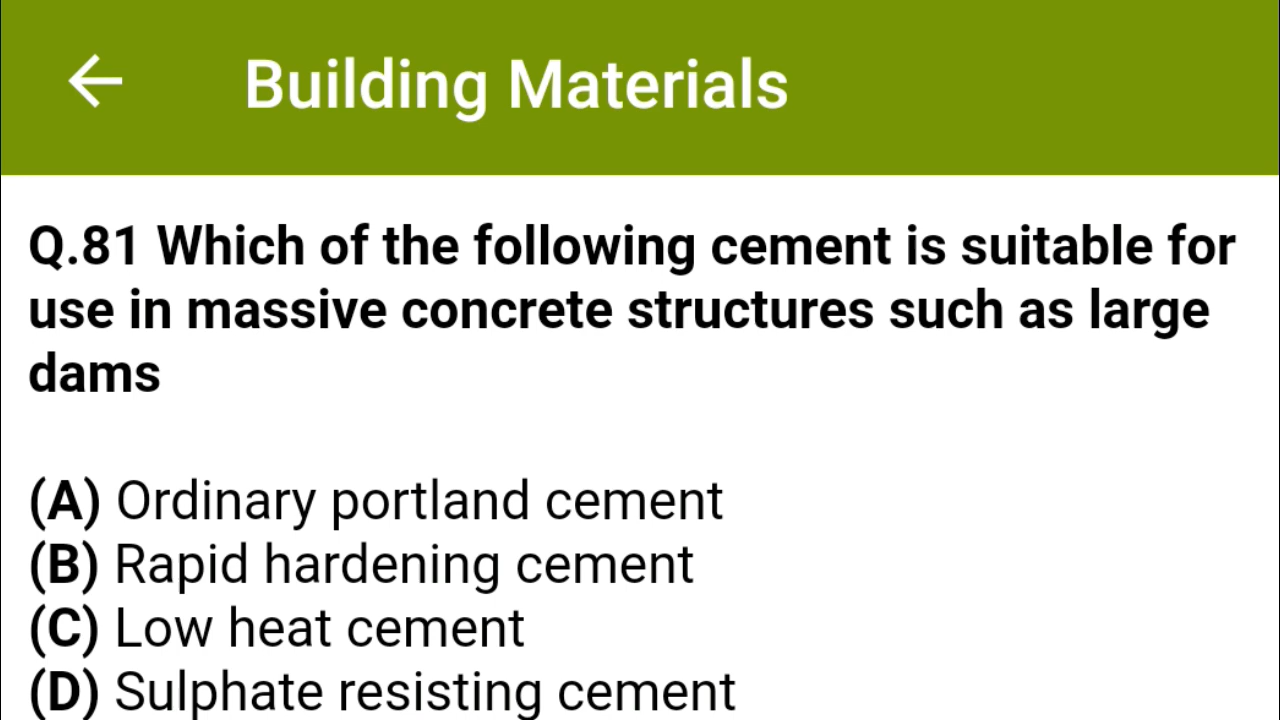 Building Materials
Q.81 Which of the following cement is suitable for
use in massive concrete structures such as large
dams
(A) Ordinary portland cement
(B) Rapid hardening cement
(C) Low heat cement
(D) Sulphate resisting cement